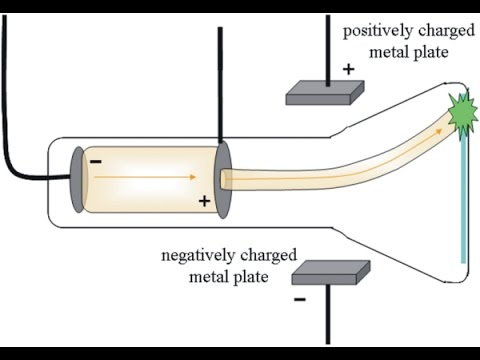 positively charged
metal plate
+
−
+
negatively charged
metal plate
−